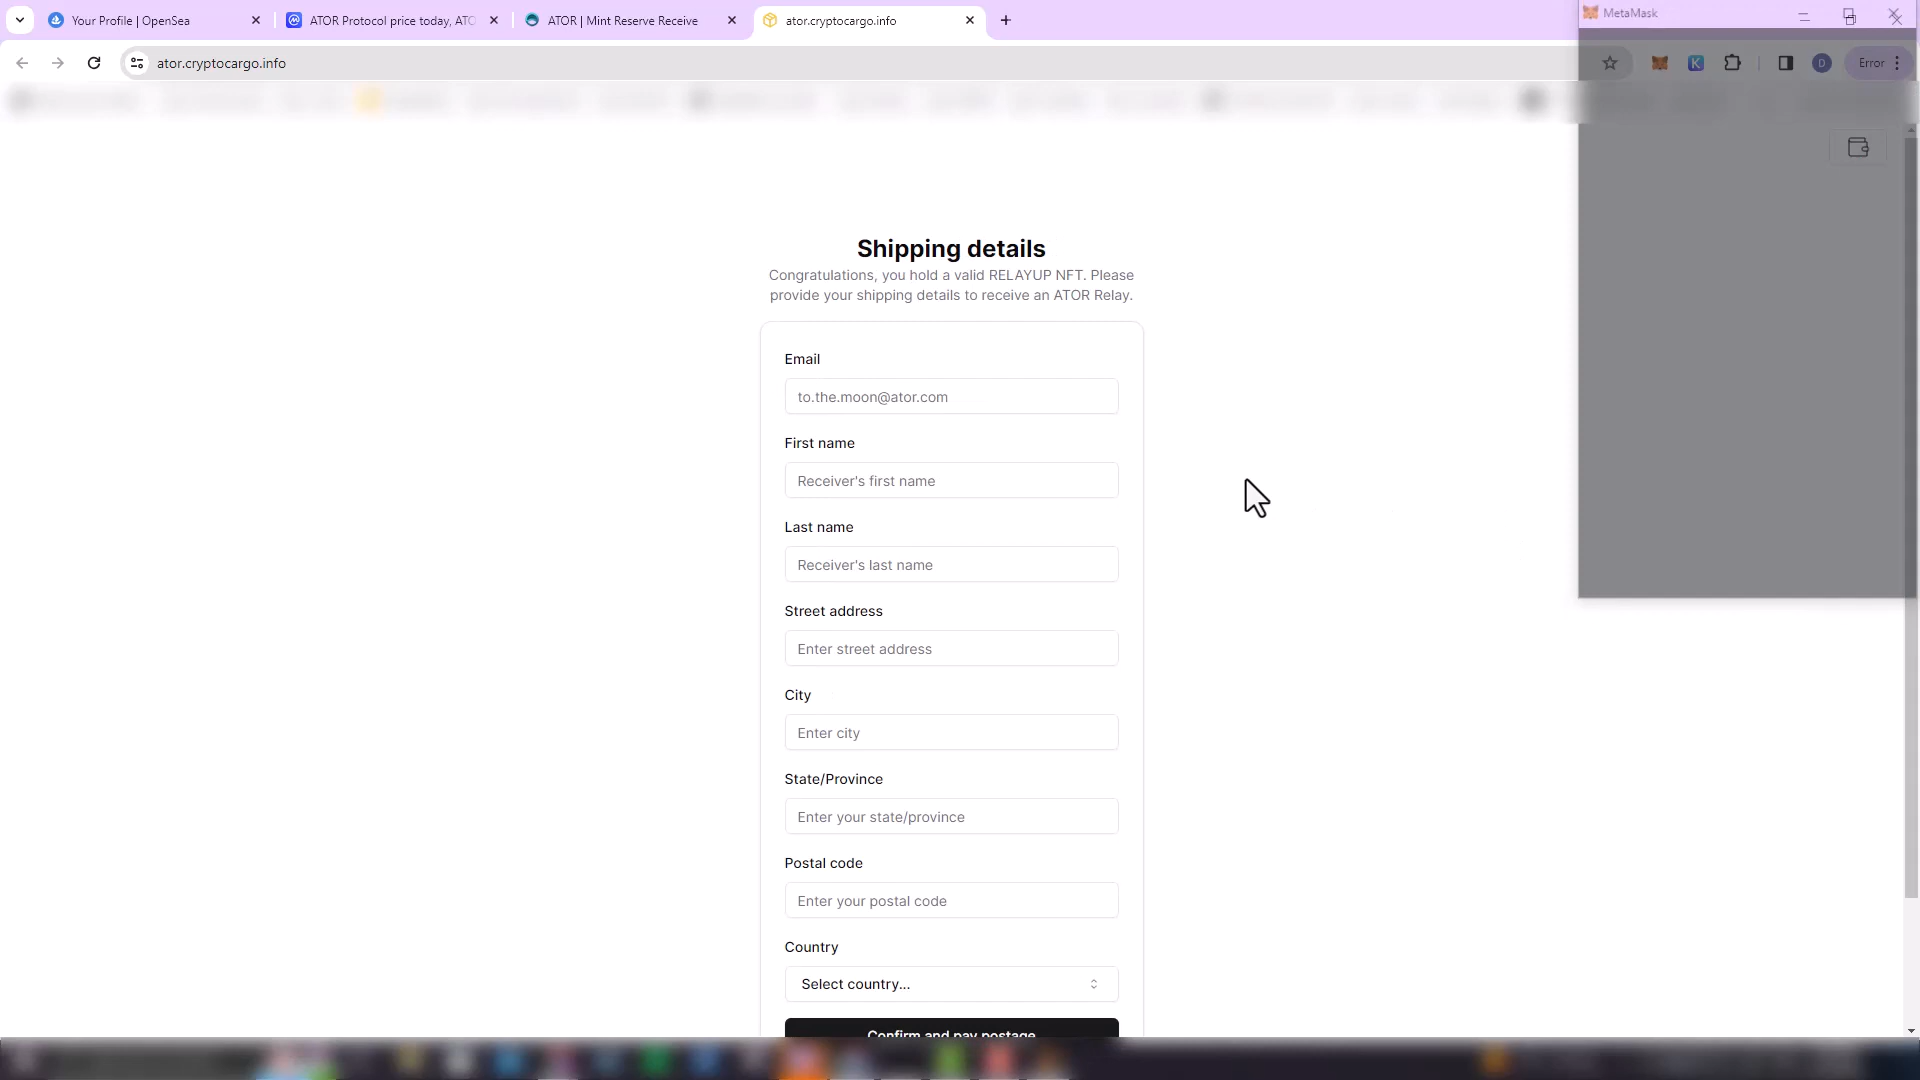 Your Profile | OpenSea
ATOR Protocol price today, ATO
ATOR | Mint Reserve Receive
ator.cryptocargo.info
MetaMask
ator.cryptocargo.info
K
D
Error
Shipping details
Congratulations, you hold a valid RELAYUP NFT. Please
provide your shipping details to receive an ATOR Relay.
Email
to.the.moon@ator.com
First name
Receiver's first name
Last name
Receiver's last name
Street address
Enter street address
City
Enter city
State/Province
Enter your state/province
Postal code
Enter your postal code
Country
Select country...
Confirm and pay postage